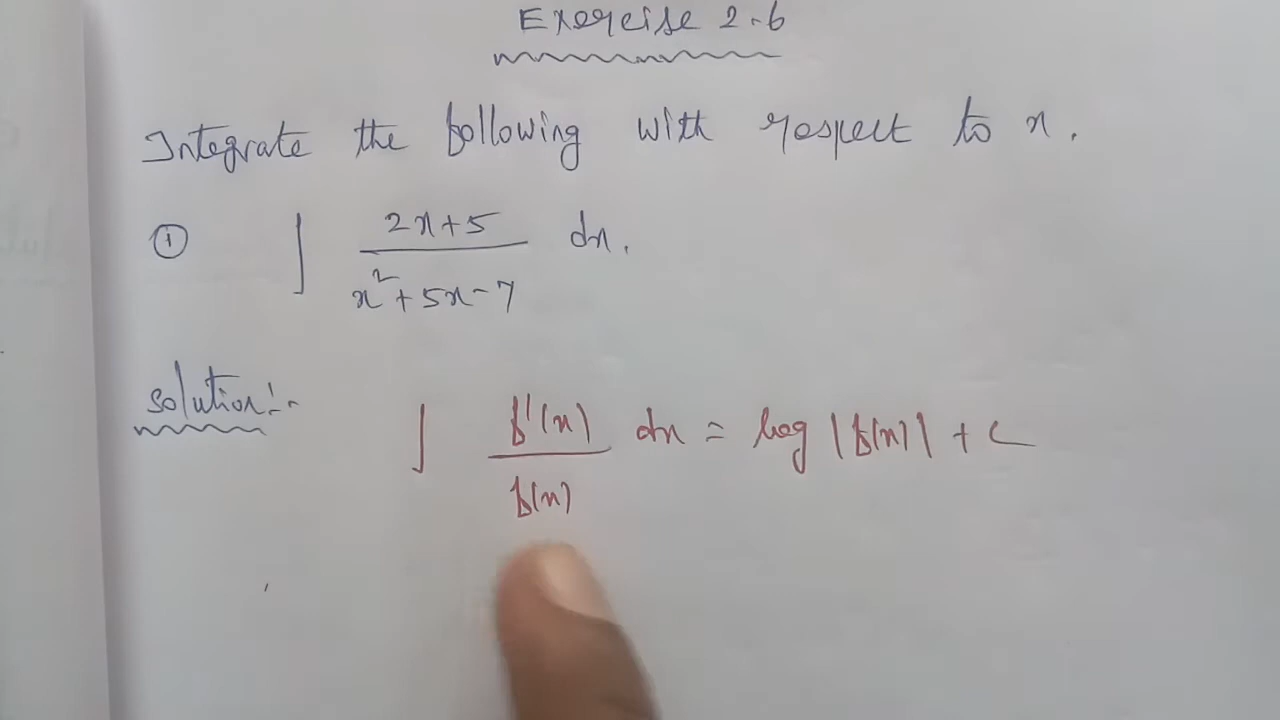 Exercise 2.6
Integrate the following with respect to x.
① ∫ (2x+5)/(x²+5x-7) dx.
solution:-
∫ f'(x)/f(x) dx = log |f(x)| + c